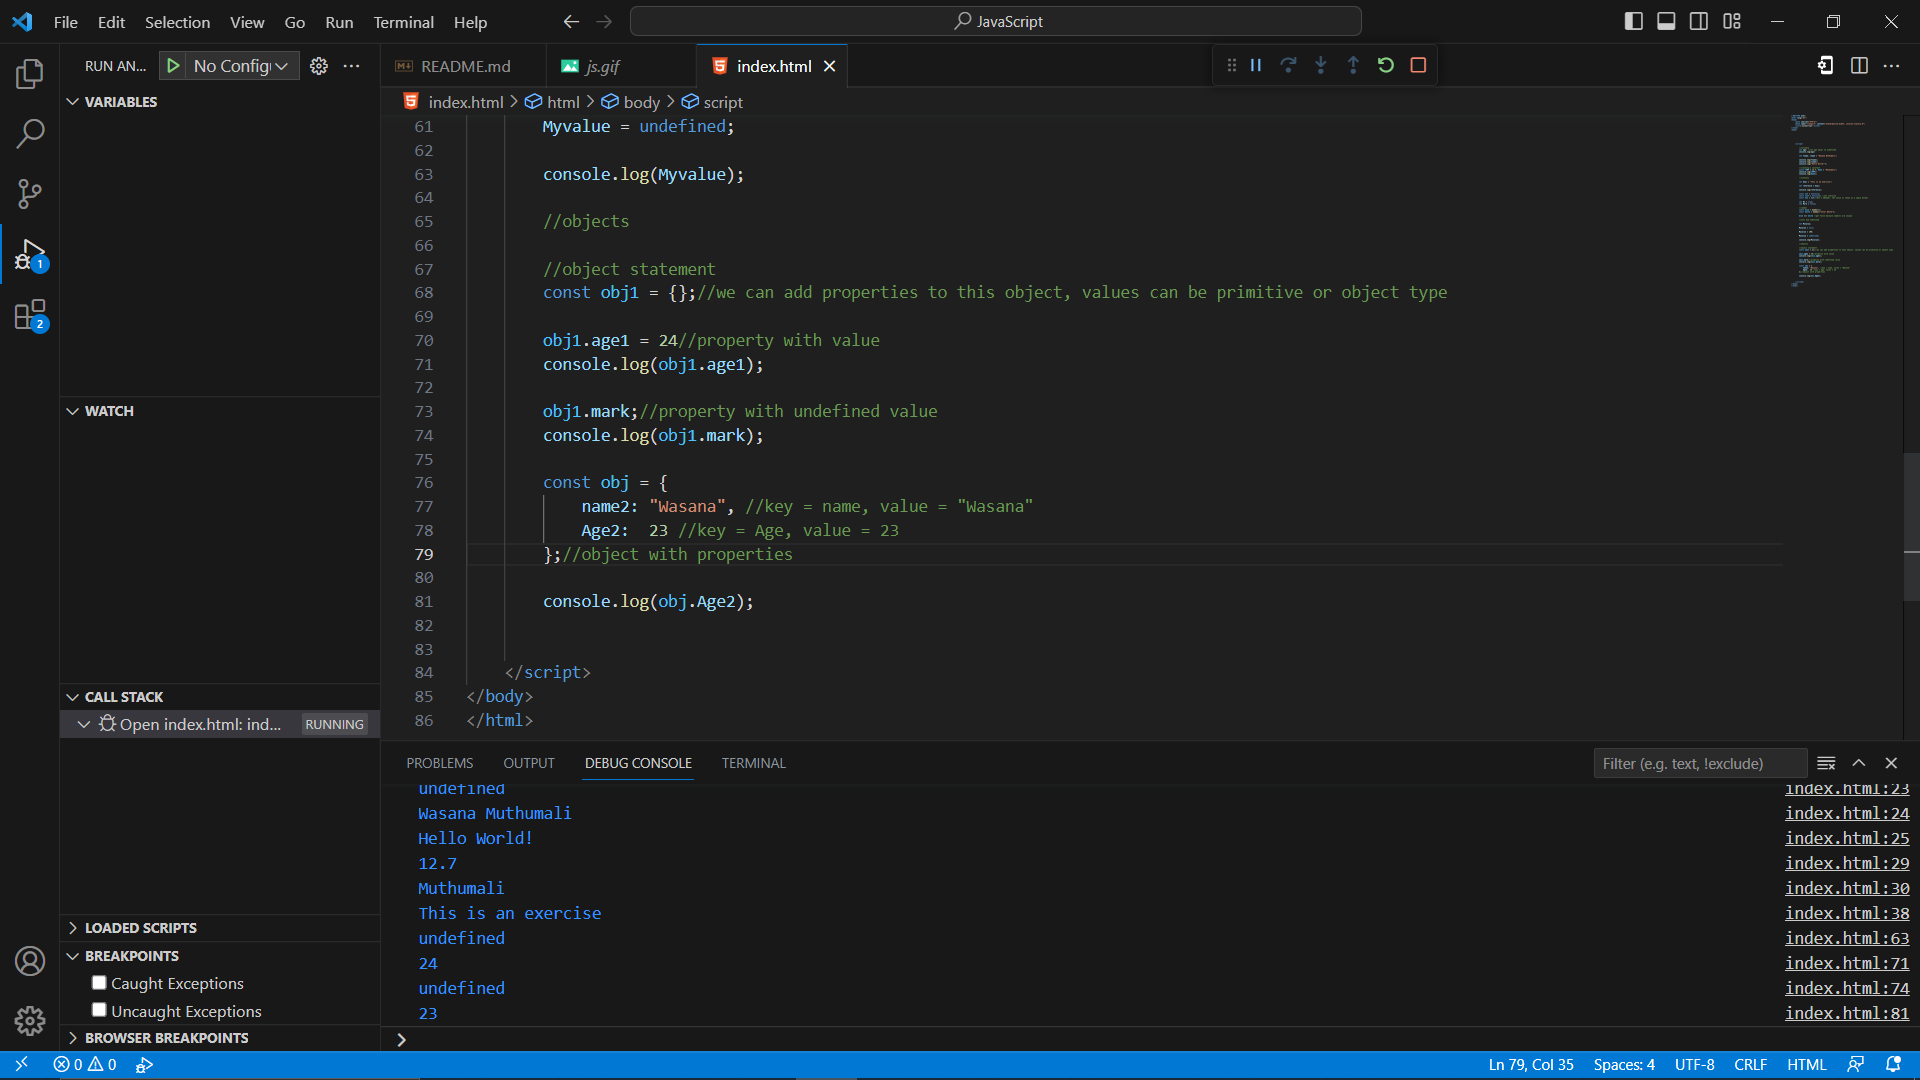 File Edit Selection View Go Run Terminal Help
JavaScript
RUN AN...
No Config
README.md
js.gif
index.html
index.html > html > body > script
VARIABLES
WATCH
CALL STACK
Open index.html: ind...
RUNNING
LOADED SCRIPTS
BREAKPOINTS
Caught Exceptions
Uncaught Exceptions
BROWSER BREAKPOINTS
1
2
61 Myvalue = undefined;
62
63 console.log(Myvalue);
64
65 //objects
66
67 //object statement
68 const obj1 = {};//we can add properties to this object, values can be primitive or object type
69
70 obj1.age1 = 24//property with value
71 console.log(obj1.age1);
72
73 obj1.mark;//property with undefined value
74 console.log(obj1.mark);
75
76 const obj = {
77 name2: "Wasana", //key = name, value = "Wasana"
78 Age2:  23 //key = Age, value = 23
79 };//object with properties
80
81 console.log(obj.Age2);
82
83
84 </script>
85 </body>
86 </html>
PROBLEMS OUTPUT DEBUG CONSOLE TERMINAL
Filter (e.g. text, !exclude)
undefined index.html:23
Wasana Muthumali index.html:24
Hello World! index.html:25
12.7 index.html:29
Muthumali index.html:30
This is an exercise index.html:38
undefined index.html:63
24 index.html:71
undefined index.html:74
23 index.html:81
0 0
Ln 79, Col 35 Spaces: 4 UTF-8 CRLF HTML